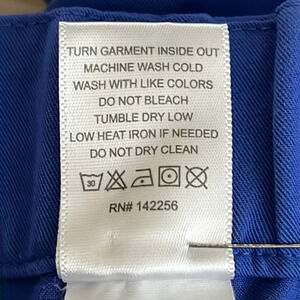 TURN GARMENT INSIDE OUT
MACHINE WASH COLD
WASH WITH LIKE COLORS
DO NOT BLEACH
TUMBLE DRY LOW
LOW HEAT IRON IF NEEDED
DO NOT DRY CLEAN
30
RN# 142256